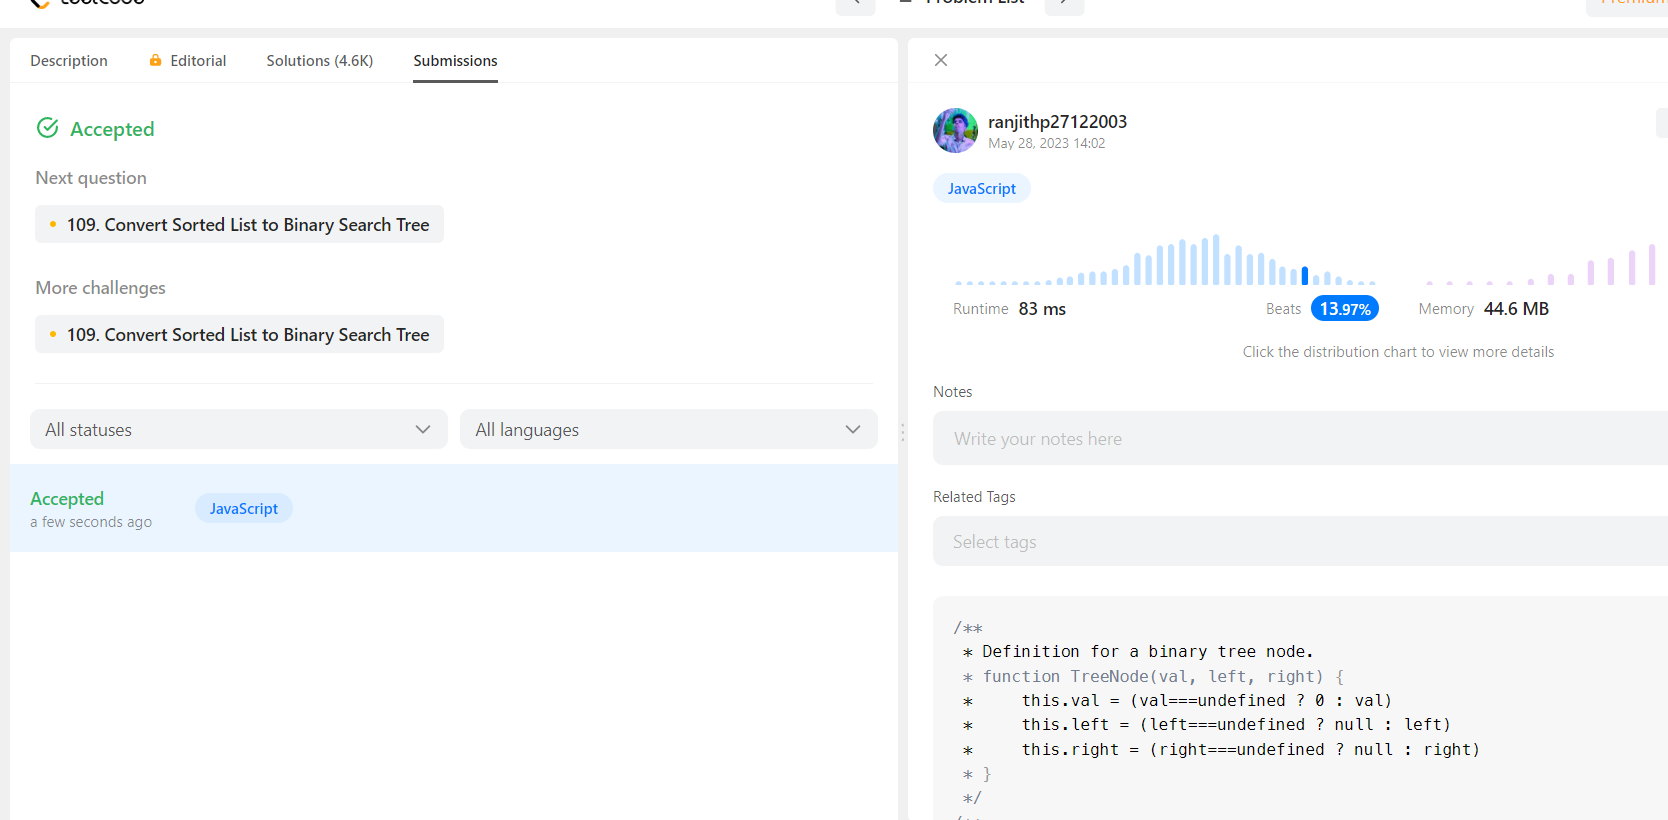 Problem List
Premium
Description
Editorial
Solutions (4.6K)
Submissions
Accepted
Next question
109. Convert Sorted List to Binary Search Tree
More challenges
109. Convert Sorted List to Binary Search Tree
All statuses
All languages
Accepted
a few seconds ago
JavaScript
ranjithp27122003
May 28, 2023 14:02
JavaScript
Runtime 83 ms
Beats 13.97%
Memory 44.6 MB
Click the distribution chart to view more details
Notes
Write your notes here
Related Tags
Select tags
/**
* Definition for a binary tree node.
* function TreeNode(val, left, right) {
*     this.val = (val===undefined ? 0 : val)
*     this.left = (left===undefined ? null : left)
*     this.right = (right===undefined ? null : right)
* }
*/